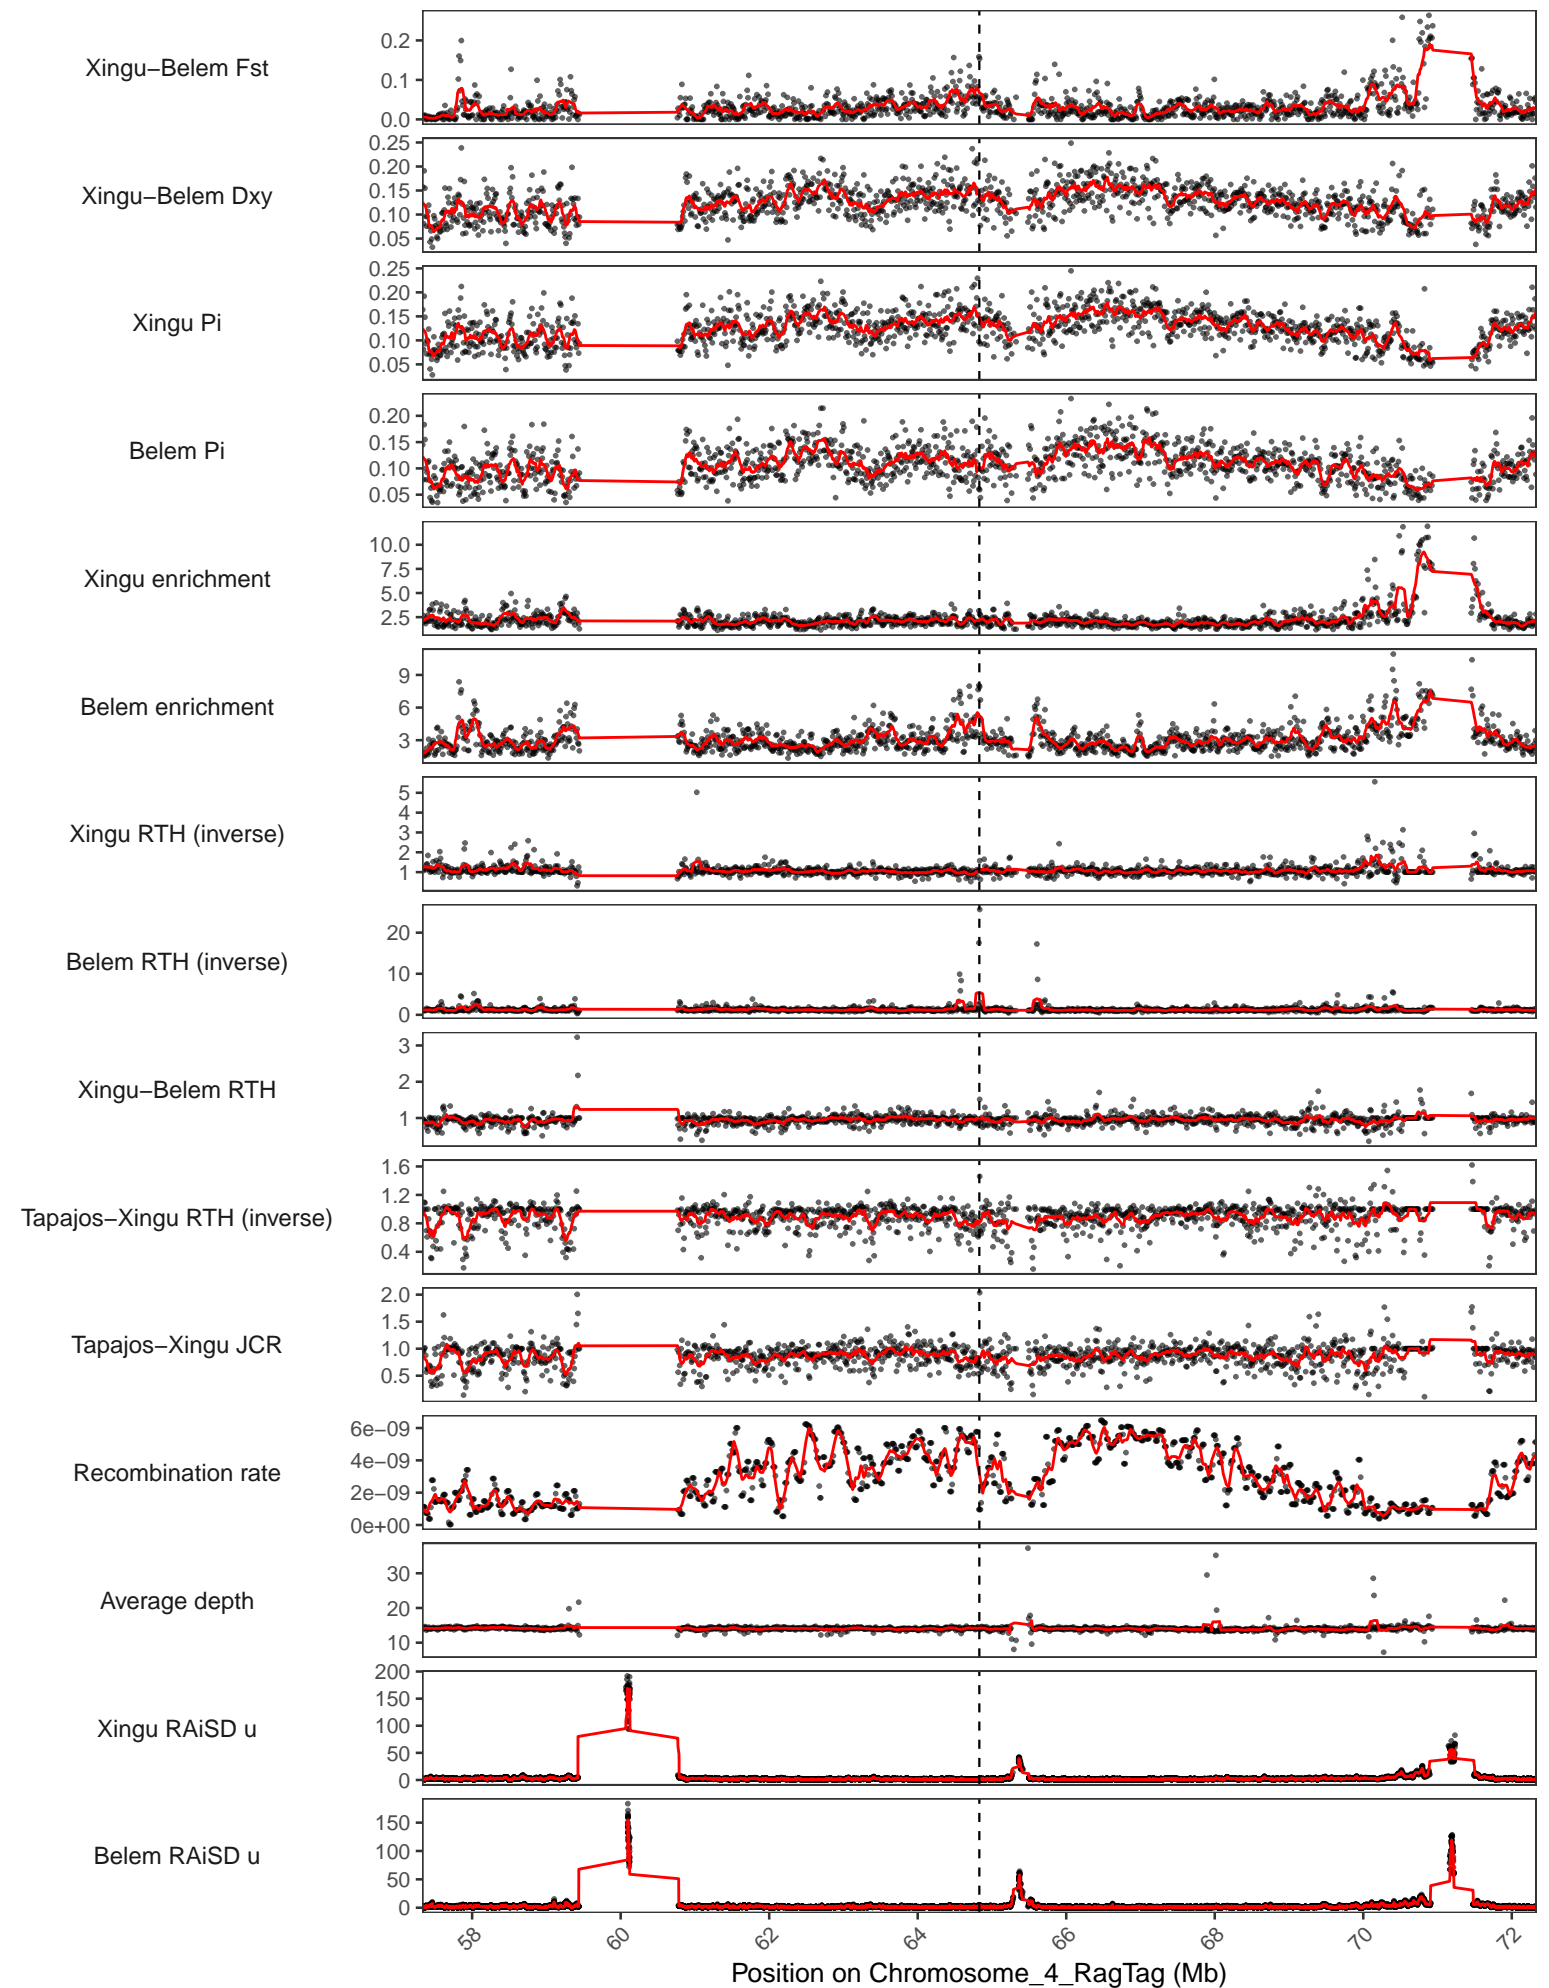 Xingu−Belem Fst
0.2
0.1
0.0
Xingu−Belem Dxy
0.25
0.20
0.15
0.10
0.05
Xingu Pi
0.25
0.20
0.15
0.10
0.05
Belem Pi
0.20
0.15
0.10
0.05
Xingu enrichment
10.0
7.5
5.0
2.5
Belem enrichment
9
6
3
Xingu RTH (inverse)
5
4
3
2
1
Belem RTH (inverse)
20
10
0
Xingu−Belem RTH
3
2
1
Tapajos−Xingu RTH (inverse)
1.6
1.2
0.8
0.4
Tapajos−Xingu JCR
2.0
1.5
1.0
0.5
Recombination rate
6e−09
4e−09
2e−09
0e+00
Average depth
30
20
10
Xingu RAiSD u
200
150
100
50
0
Belem RAiSD u
150
100
50
0
58 60 62 64 66 68 70 72
Position on Chromosome_4_RagTag (Mb)